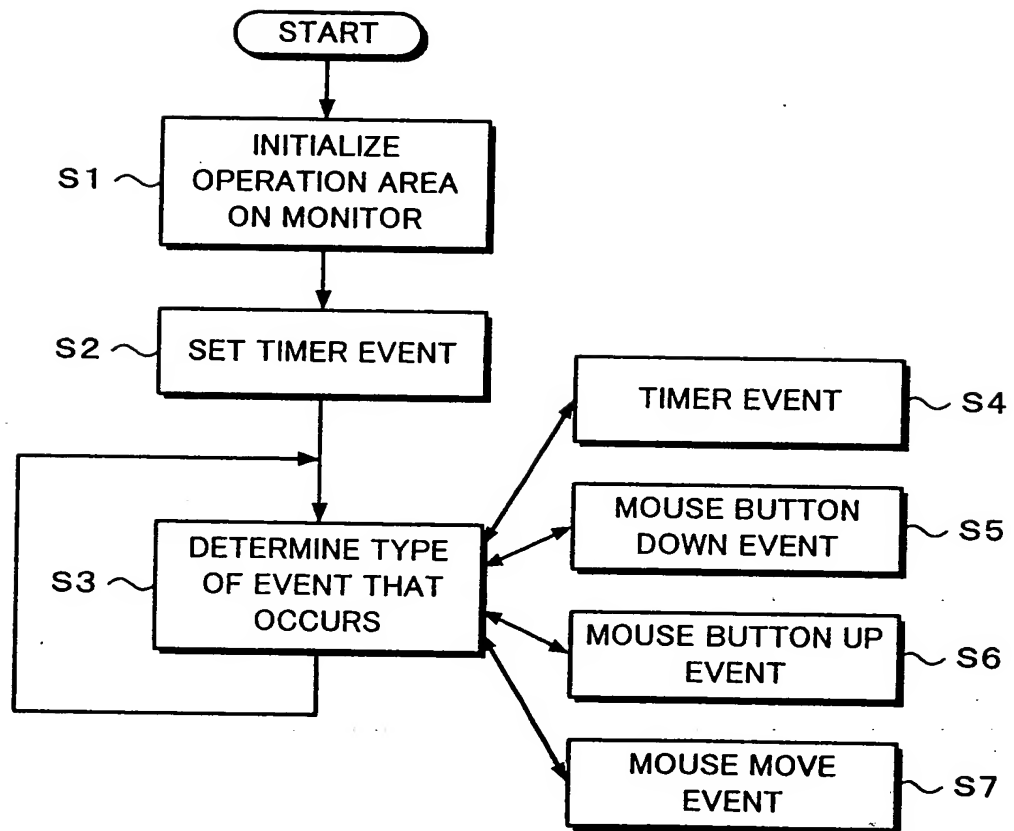 START
S1
INITIALIZE
OPERATION AREA
ON MONITOR
S2
SET TIMER EVENT
S3
DETERMINE TYPE
OF EVENT THAT
OCCURS
TIMER EVENT
S4
MOUSE BUTTON
DOWN EVENT
S5
MOUSE BUTTON UP
EVENT
S6
MOUSE MOVE
EVENT
S7